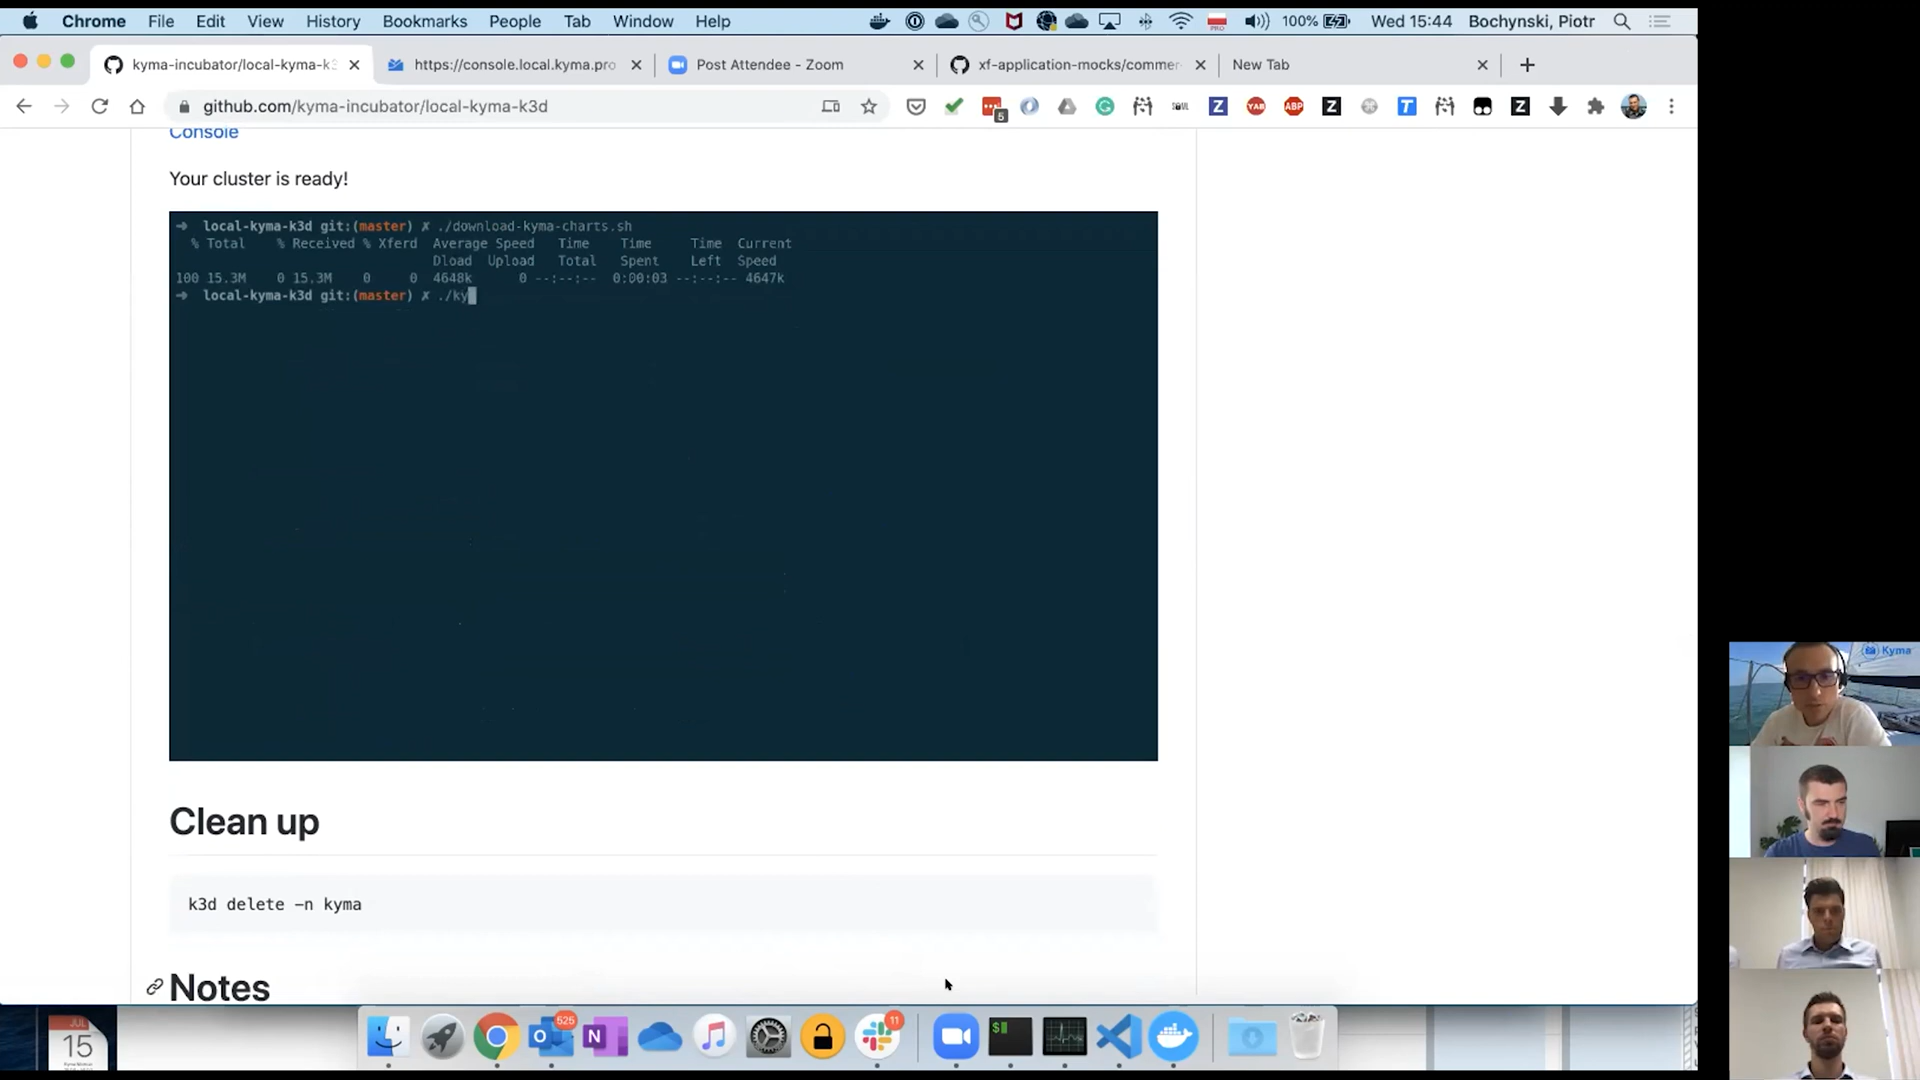 Chrome File Edit View History Bookmarks People Tab Window Help 100% Wed 15:44 Bochynski, Piotr
kyma-incubator/local-kyma-k3 https://console.local.kyma.pro Post Attendee - Zoom xf-application-mocks/commer New Tab
github.com/kyma-incubator/local-kyma-k3d
Console
Your cluster is ready!
➜ local-kyma-k3d git:(master) ✗ ./download-kyma-charts.sh
% Total % Received % Xferd Average Speed Time Time Time Current
Dload Upload Total Spent Left Speed
100 15.3M 0 15.3M 0 0 4648k 0 --:--:-- 0:00:03 --:--:-- 4647k
➜ local-kyma-k3d git:(master) ✗ ./ky
Clean up
k3d delete -n kyma
Notes
Kyma
JUL
15
525
11